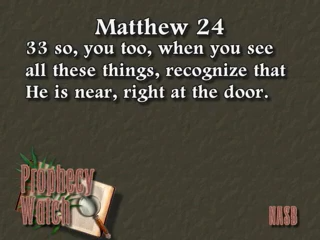 Matthew 24
33 so, you too, when you see
all these things, recognize that
He is near, right at the door.
Prophecy
Watch
NASB